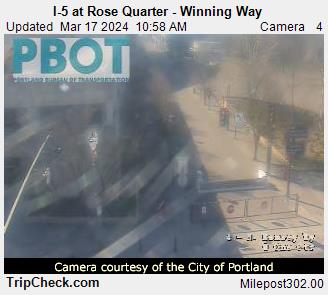 I-5 at Rose Quarter - Winning Way
Updated Mar 17 2024 10:58 AM Camera 4
PBOT
PORTLAND BUREAU OF TRANSPORTATION
Camera courtesy of the City of Portland
TripCheck.com Milepost302.00